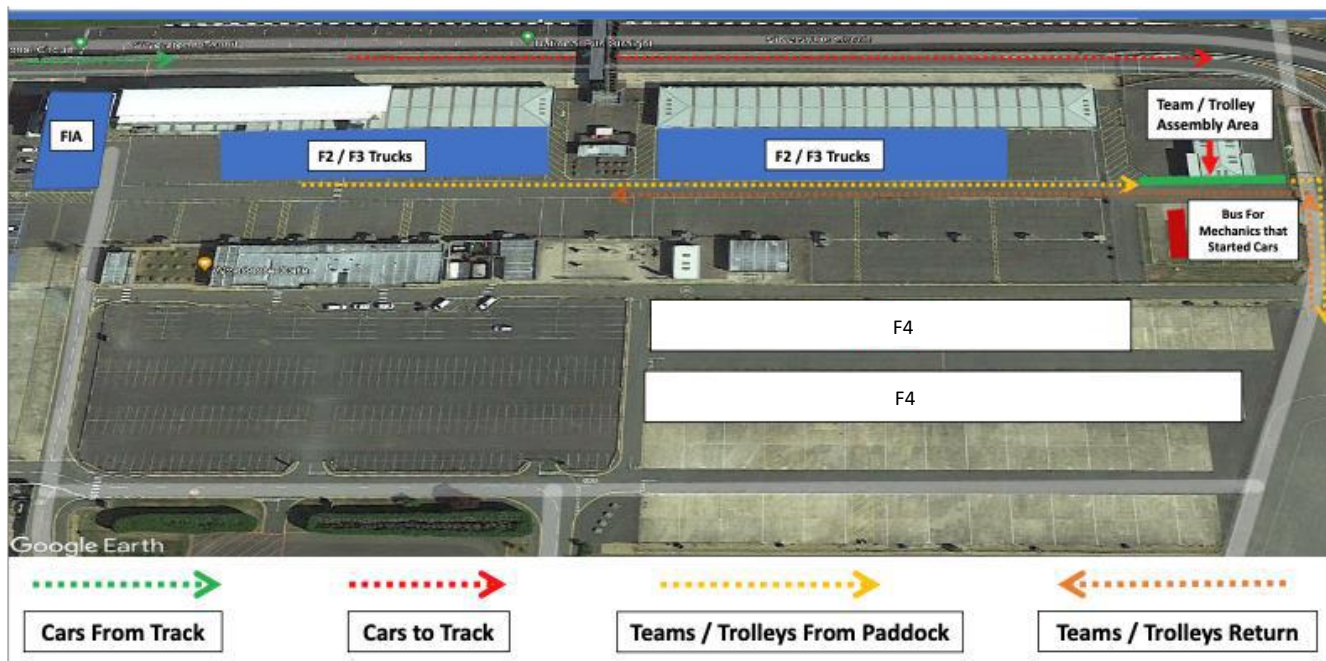 FIA
F2 / F3 Trucks
F2 / F3 Trucks
Team / Trolley
Assembly Area
Bus For
Mechanics that
Started Cars
F4
F4
Google Earth
Cars From Track
Cars to Track
Teams / Trolleys From Paddock
Teams / Trolleys Return